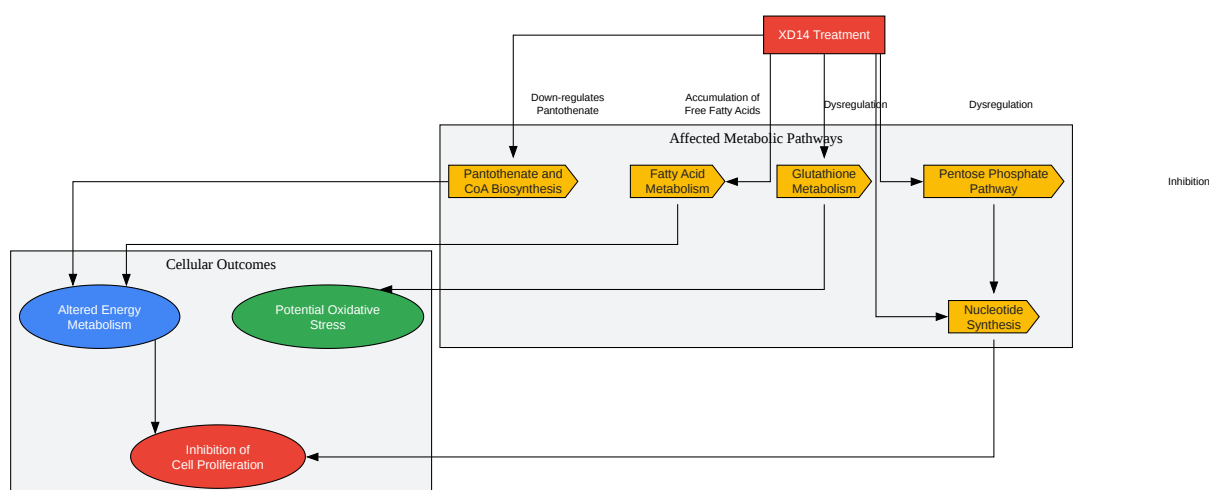 XD14 Treatment
Down-regulates
Pantothenate
Accumulation of
Free Fatty Acids
Dysregulation
Dysregulation
Affected Metabolic Pathways
Pantothenate and
CoA Biosynthesis
Fatty Acid
Metabolism
Glutathione
Metabolism
Pentose Phosphate
Pathway
Inhibition
Cellular Outcomes
Altered Energy
Metabolism
Potential Oxidative
Stress
Nucleotide
Synthesis
Inhibition of
Cell Proliferation